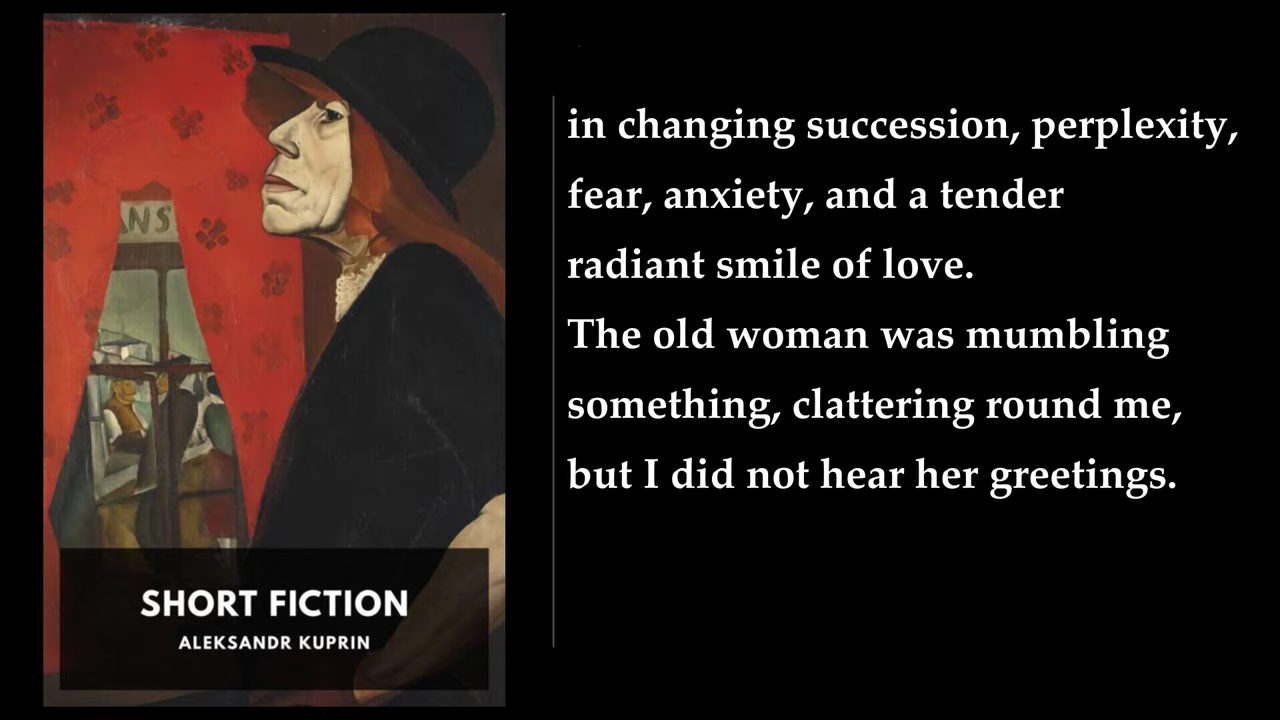 ANS
SHORT FICTION
ALEKSANDR KUPRIN
in changing succession, perplexity,
fear, anxiety, and a tender
radiant smile of love.
The old woman was mumbling
something, clattering round me,
but I did not hear her greetings.